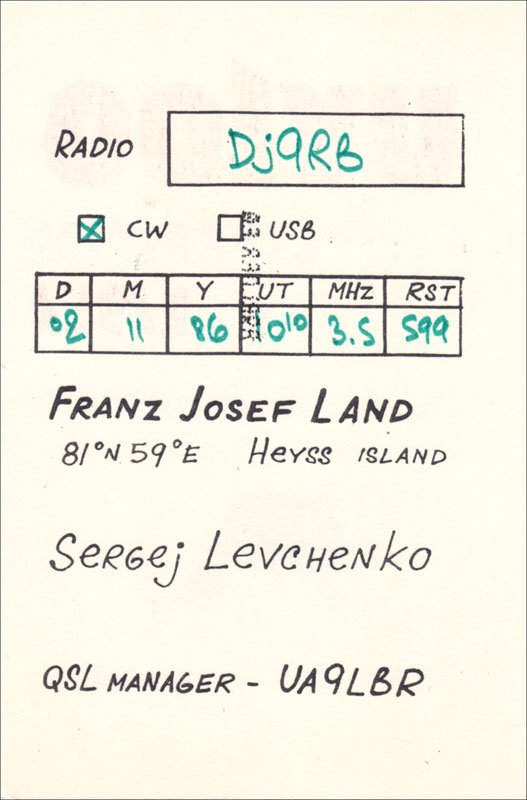 RADIO Dj9RB
CW USB
D M Y UT MHz RST
02 11 86 0010 3.5 599
FRANZ JOSEF LAND
81°N 59°E HEYSS ISLAND
SERGEJ LEVCHENKO
QSL MANAGER - UA9LBR